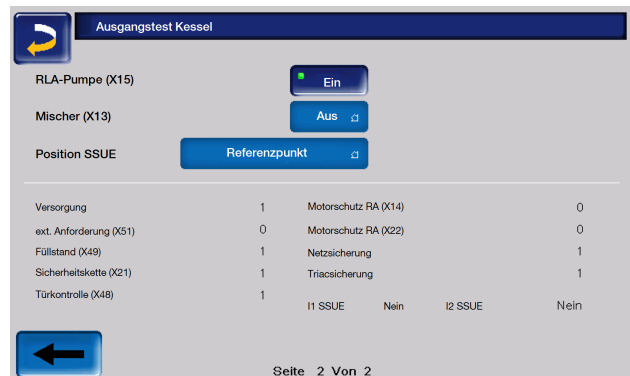 Ausgangstest Kessel
RLA-Pumpe (X15) Ein
Mischer (X13) Aus
Position SSUE Referenzpunkt
Versorgung 1 Motorschutz RA (X14) 0
ext. Anforderung (X51) 0 Motorschutz RA (X22) 0
Füllstand (X49) 1 Netzsicherung 1
Sicherheitskette (X21) 1 Triacsicherung 1
Türkontrolle (X48) 1
I1 SSUE Nein I2 SSUE Nein
Seite 2 Von 2